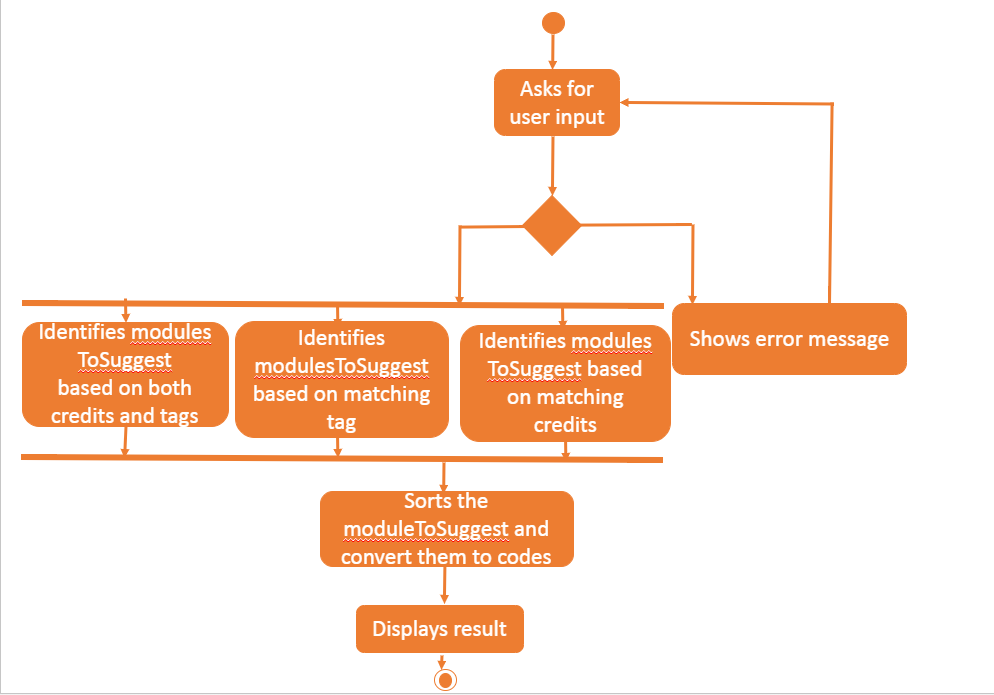 Asks for
user input
Identifies modules
ToSuggest
based on both
credits and tags
Identifies
modulesToSuggest
based on matching
tag
Identifies modules
ToSuggest based
on matching
credits
Shows error message
Sorts the
moduleToSuggest and
convert them to codes
Displays result